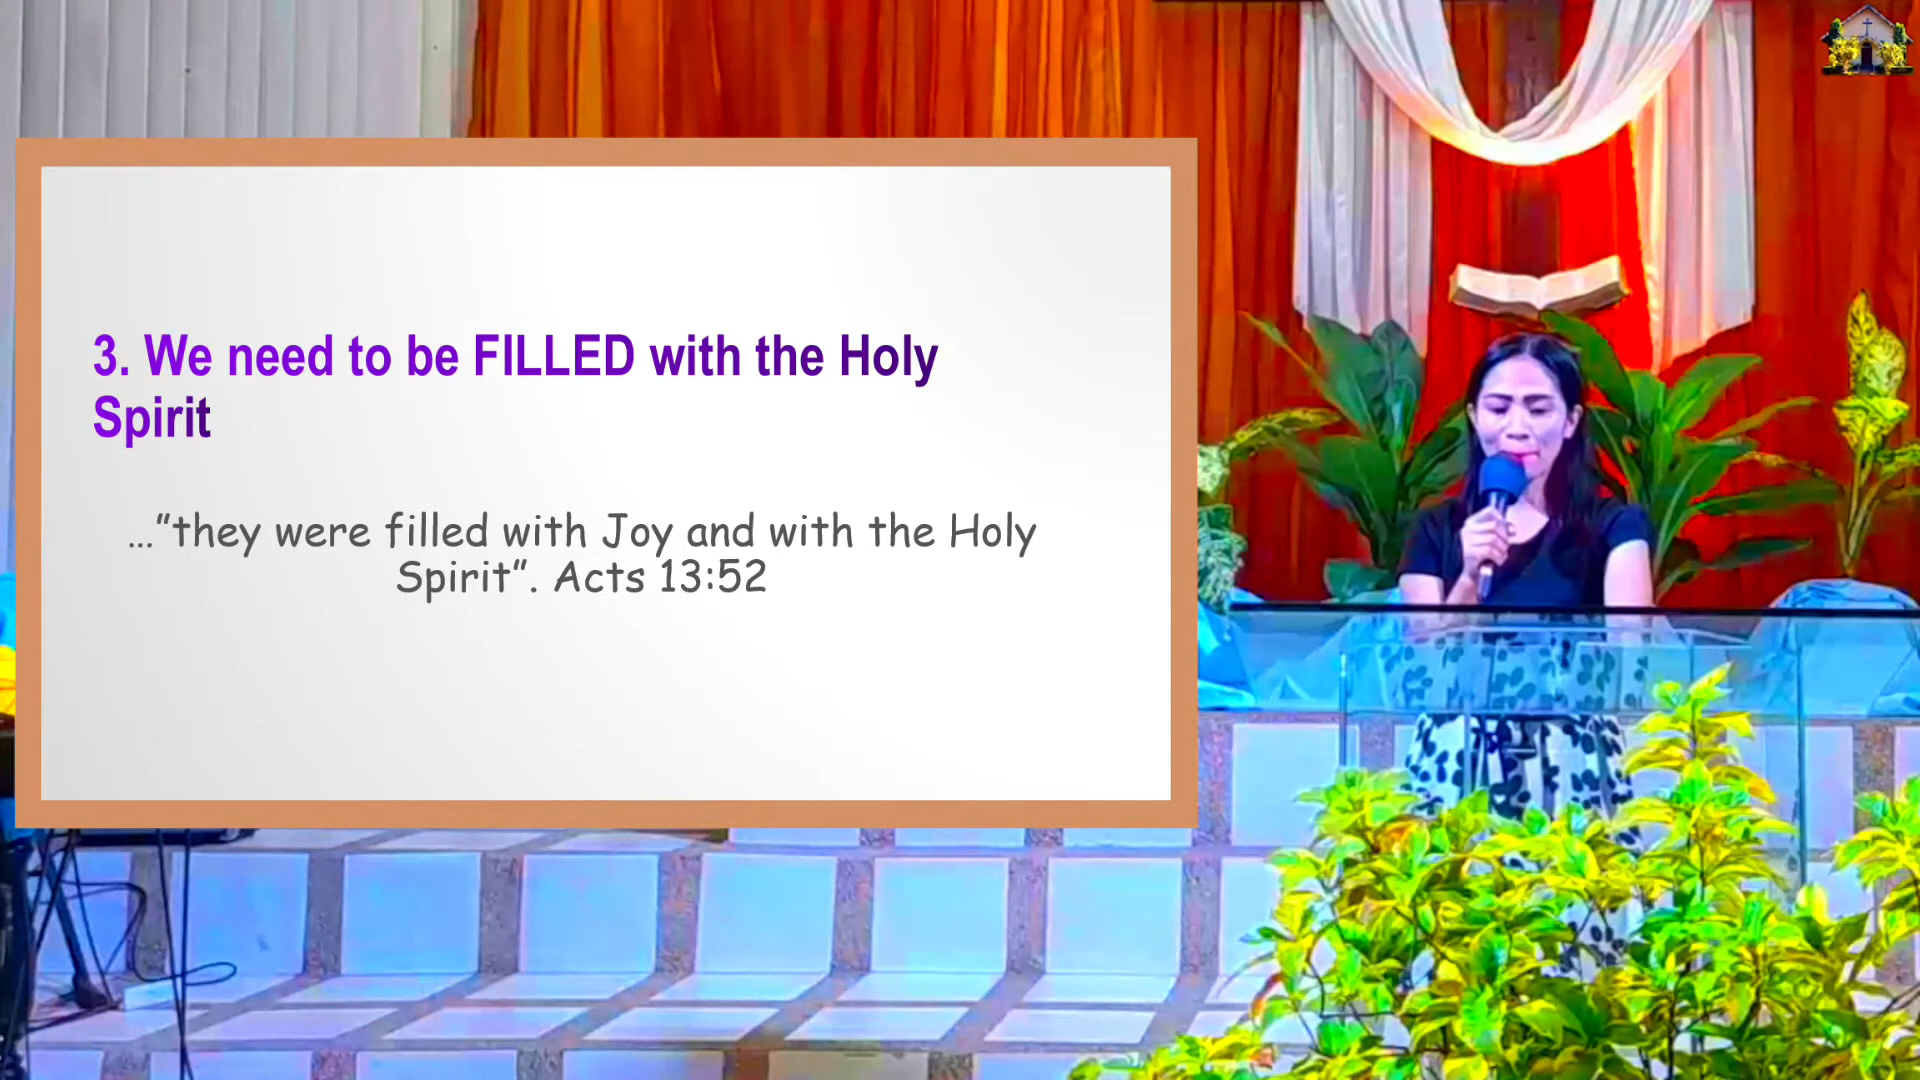 3. We need to be FILLED with the Holy
Spirit
…”they were filled with Joy and with the Holy
Spirit”. Acts 13:52